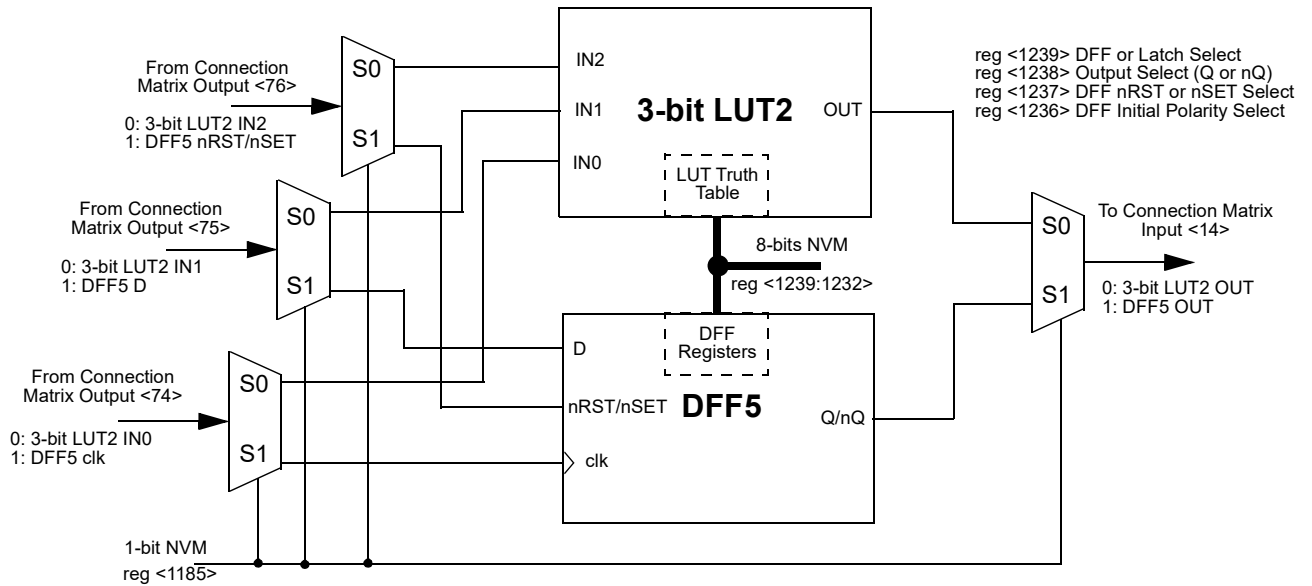 From Connection
Matrix Output <76>
0: 3-bit LUT2 IN2
1: DFF5 nRST/nSET
S0
S1
From Connection
Matrix Output <75>
0: 3-bit LUT2 IN1
1: DFF5 D
S0
S1
From Connection
Matrix Output <74>
0: 3-bit LUT2 IN0
1: DFF5 clk
S0
S1
1-bit NVM
reg <1185>
IN2
IN1
IN0
3-bit LUT2
OUT
LUT Truth
Table
8-bits NVM
reg <1239:1232>
DFF
Registers
D
nRST/nSET
clk
DFF5
Q/nQ
reg <1239> DFF or Latch Select
reg <1238> Output Select (Q or nQ)
reg <1237> DFF nRST or nSET Select
reg <1236> DFF Initial Polarity Select
S0
S1
To Connection Matrix
Input <14>
0: 3-bit LUT2 OUT
1: DFF5 OUT